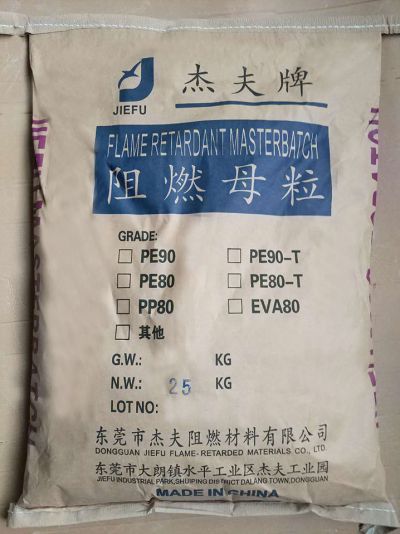 JIEFU
杰夫牌
FLAME RETARDANT MASTERBATCH
阻燃母粒
GRADE:
PE90 PE90-T
PE80 PE80-T
PP80 EVA80
其他
G.W.: KG
N.W.: 25 KG
LOT NO:
东莞市杰夫阻燃材料有限公司
DONGGUAN JIEFU FLAME-RETARDED MATERIALS CO., LTD.
东莞市大朗镇水平工业区杰夫工业园
JIEFU INDUSTRIAL PARK, SHUIPING DISTRICT DALANG TOWN, DONGGUAN
MADE IN CHINA